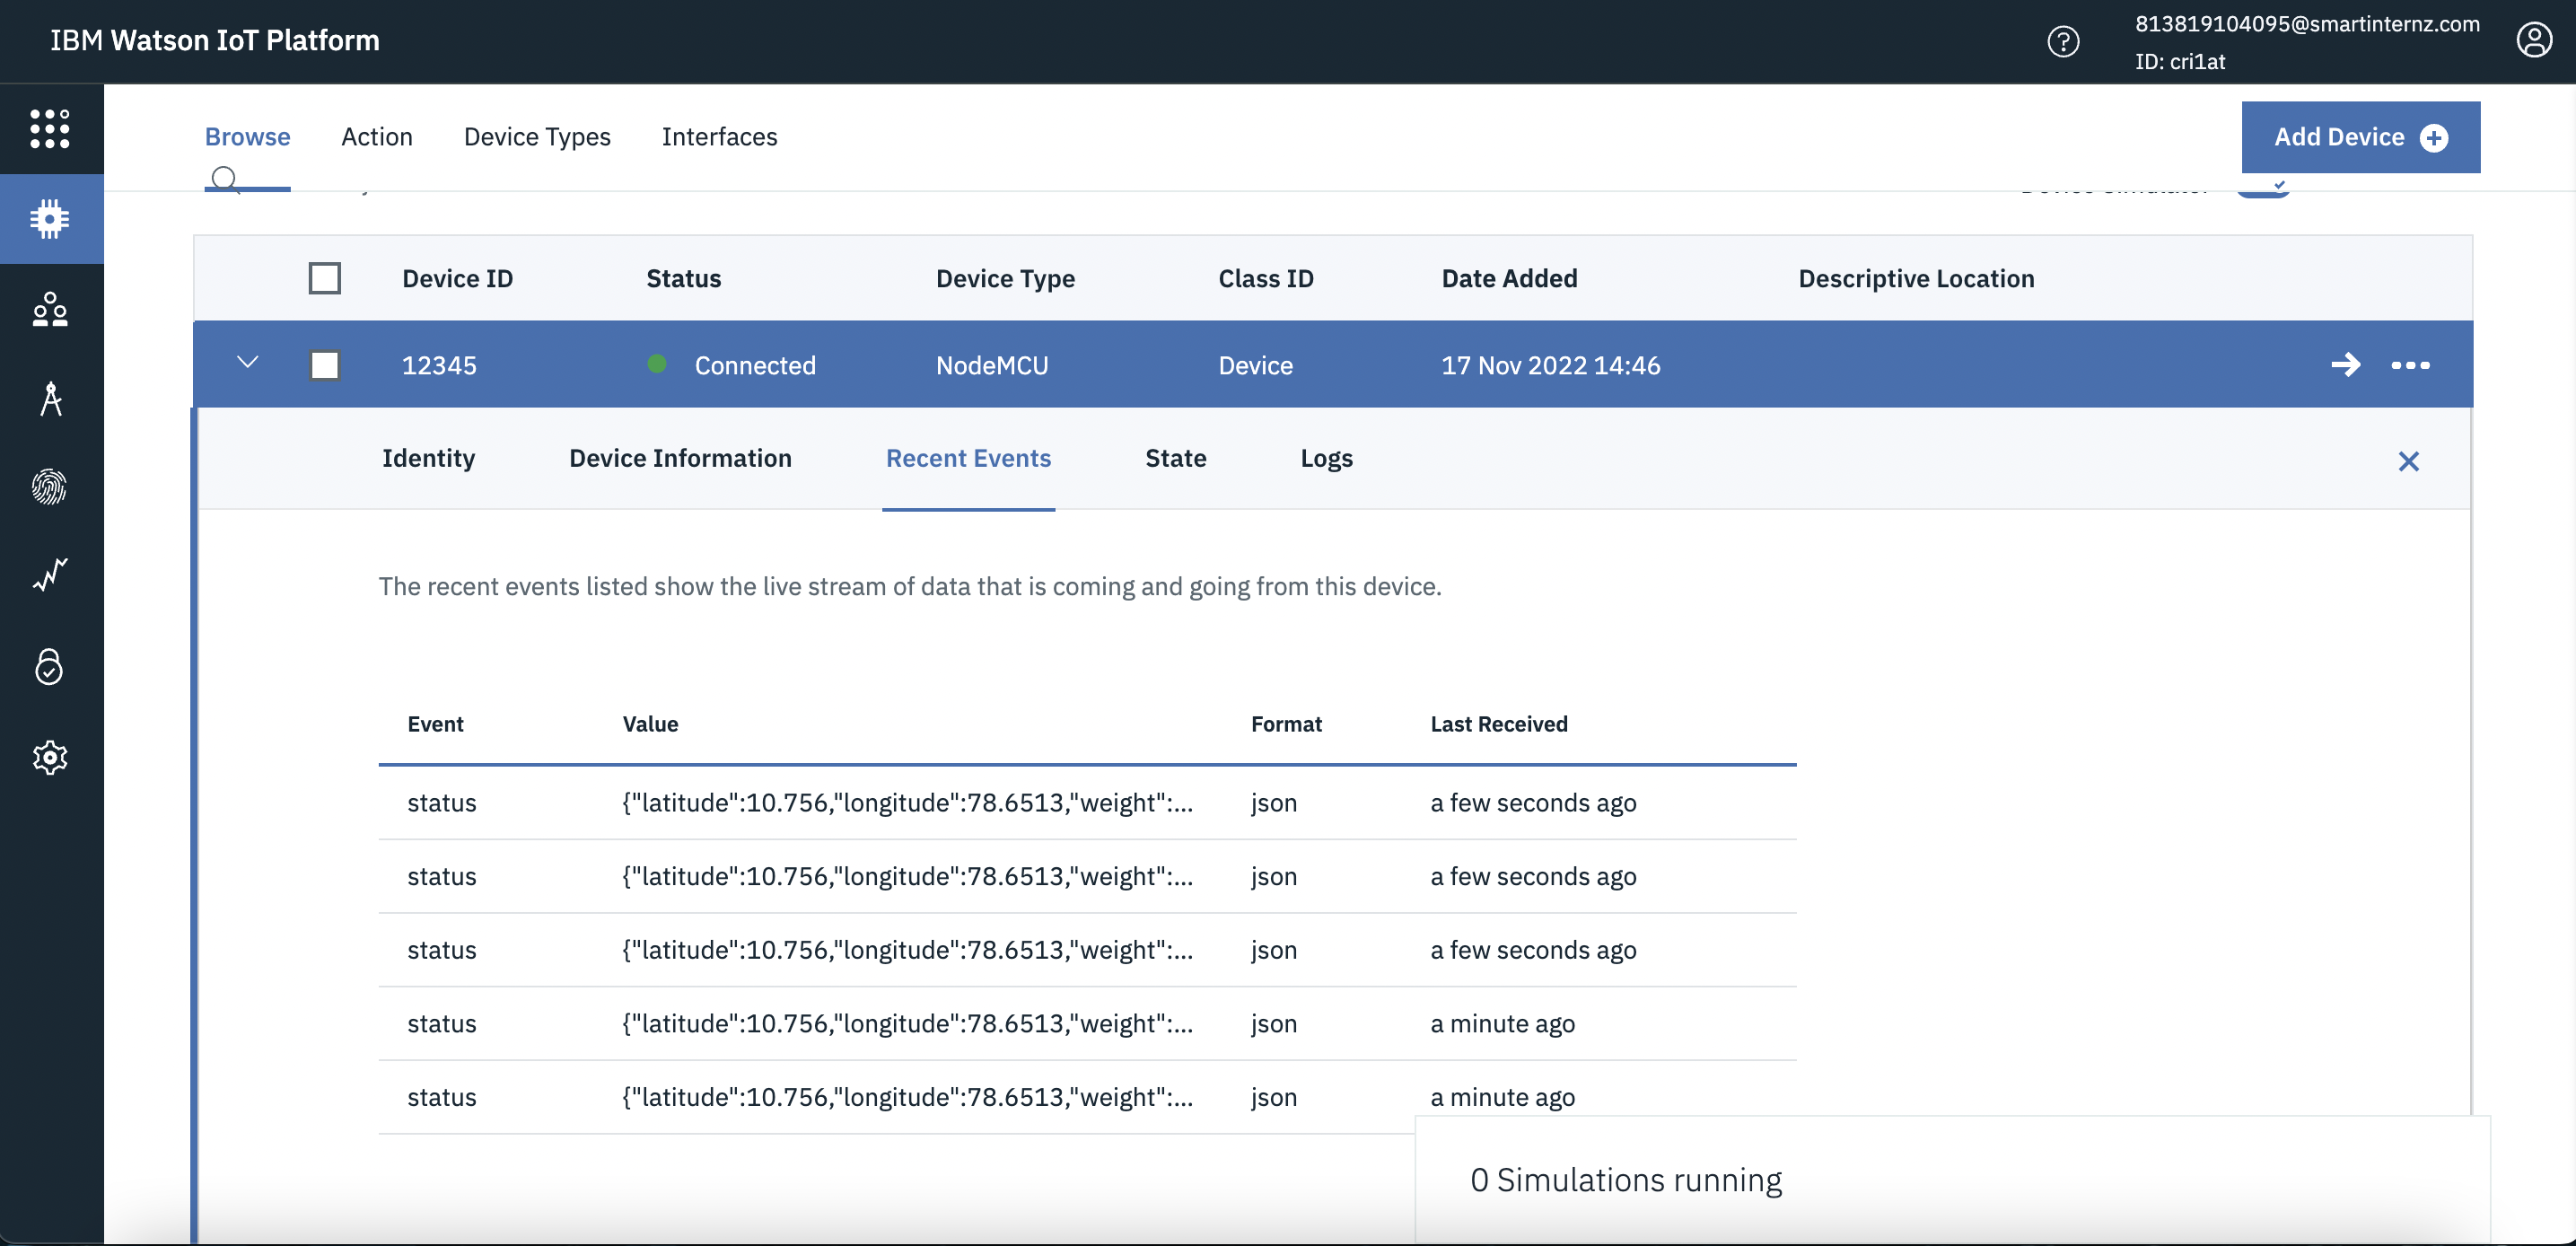 IBM Watson IoT Platform
813819104095@smartinternz.com
ID: cri1at
Browse Action Device Types Interfaces
Add Device
Device ID Status Device Type Class ID Date Added Descriptive Location
12345 Connected NodeMCU Device 17 Nov 2022 14:46
Identity Device Information Recent Events State Logs
The recent events listed show the live stream of data that is coming and going from this device.
Event Value Format Last Received
status {"latitude":10.756,"longitude":78.6513,"weight":... json a few seconds ago
status {"latitude":10.756,"longitude":78.6513,"weight":... json a few seconds ago
status {"latitude":10.756,"longitude":78.6513,"weight":... json a few seconds ago
status {"latitude":10.756,"longitude":78.6513,"weight":... json a minute ago
status {"latitude":10.756,"longitude":78.6513,"weight":... json a minute ago
0 Simulations running